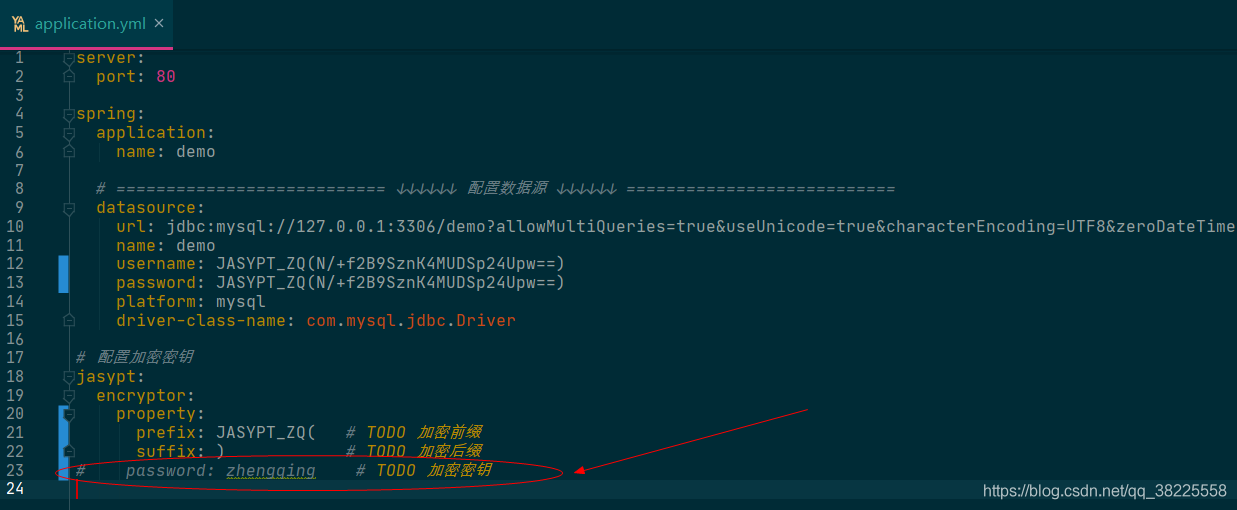 application.yml ×
1 server:
2 port: 80
3
4 spring:
5 application:
6 name: demo
7
8 # =========================== ↓↓↓↓↓↓ 配置数据源 ↓↓↓↓↓↓ ===========================
9 datasource:
10 url: jdbc:mysql://127.0.0.1:3306/demo?allowMultiQueries=true&useUnicode=true&characterEncoding=UTF8&zeroDateTime
11 name: demo
12 username: JASYPT_ZQ(N/+f2B9SznK4MUDSp24Upw==)
13 password: JASYPT_ZQ(N/+f2B9SznK4MUDSp24Upw==)
14 platform: mysql
15 driver-class-name: com.mysql.jdbc.Driver
16
17 # 配置加密密钥
18 jasypt:
19 encryptor:
20 property:
21 prefix: JASYPT_ZQ( # TODO 加密前缀
22 suffix: ) # TODO 加密后缀
23 # password: zhengqing # TODO 加密密钥
24
https://blog.csdn.net/qq_38225558